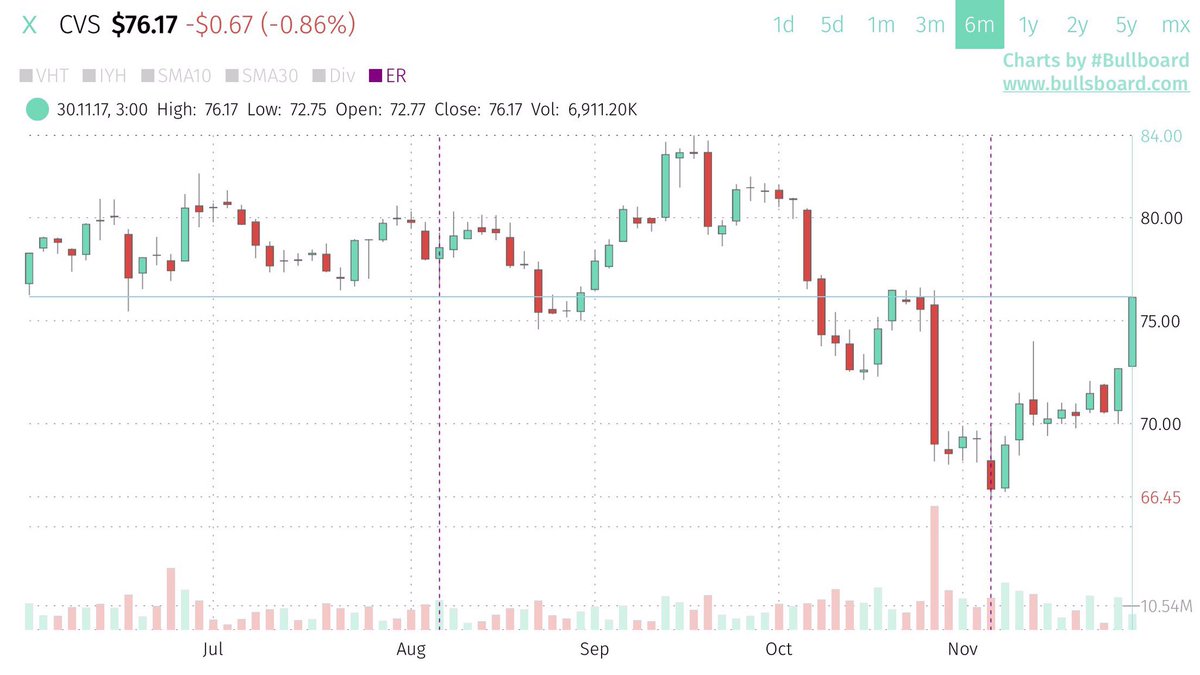 X CVS $76.17 -$0.67 (-0.86%) 1d 5d 1m 3m 6m 1y 2y 5y mx
Charts by #Bullboard
www.bullsboard.com
VHT IYH SMA10 SMA30 Div ER
30.11.17, 3:00 High: 76.17 Low: 72.75 Open: 72.77 Close: 76.17 Vol: 6,911.20K
84.00
80.00
75.00
70.00
66.45
10.54M
Jul Aug Sep Oct Nov